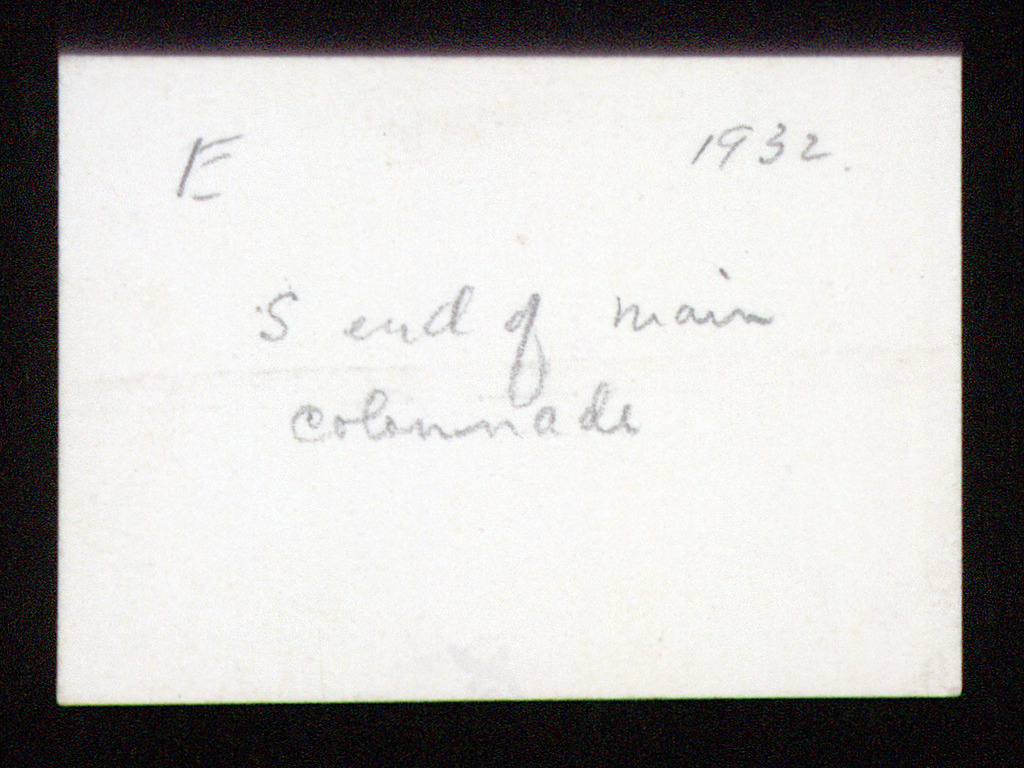 E 1932.
S end of main
colonnade